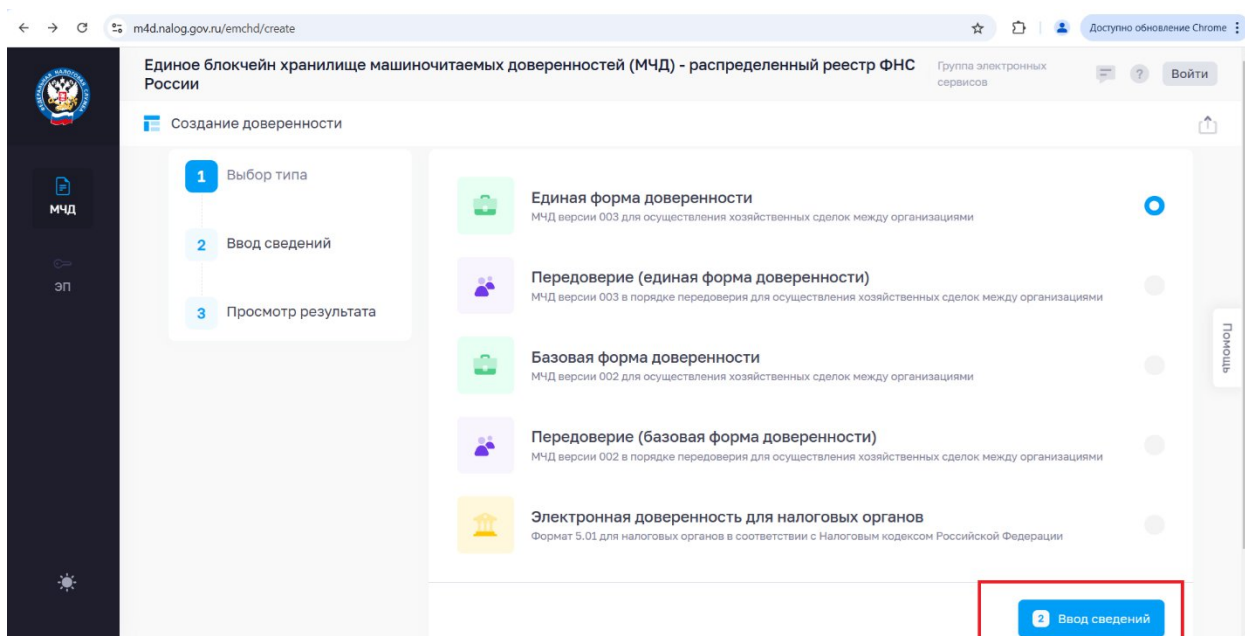 m4d.nalog.gov.ru/emchd/create
Доступно обновление Chrome
Единое блокчейн хранилище машиночитаемых доверенностей (МЧД) - распределенный реестр ФНС
России
Группа электронных
сервисов
?
Войти
Создание доверенности
МЧД
ЭП
1 Выбор типа
2 Ввод сведений
3 Просмотр результата
Единая форма доверенности
МЧД версии 003 для осуществления хозяйственных сделок между организациями
Передоверие (единая форма доверенности)
МЧД версии 003 в порядке передоверия для осуществления хозяйственных сделок между организациями
Базовая форма доверенности
МЧД версии 002 для осуществления хозяйственных сделок между организациями
Передоверие (базовая форма доверенности)
МЧД версии 002 в порядке передоверия для осуществления хозяйственных сделок между организациями
Электронная доверенность для налоговых органов
Формат 5.01 для налоговых органов в соответствии с Налоговым кодексом Российской Федерации
Помощь
2 Ввод сведений